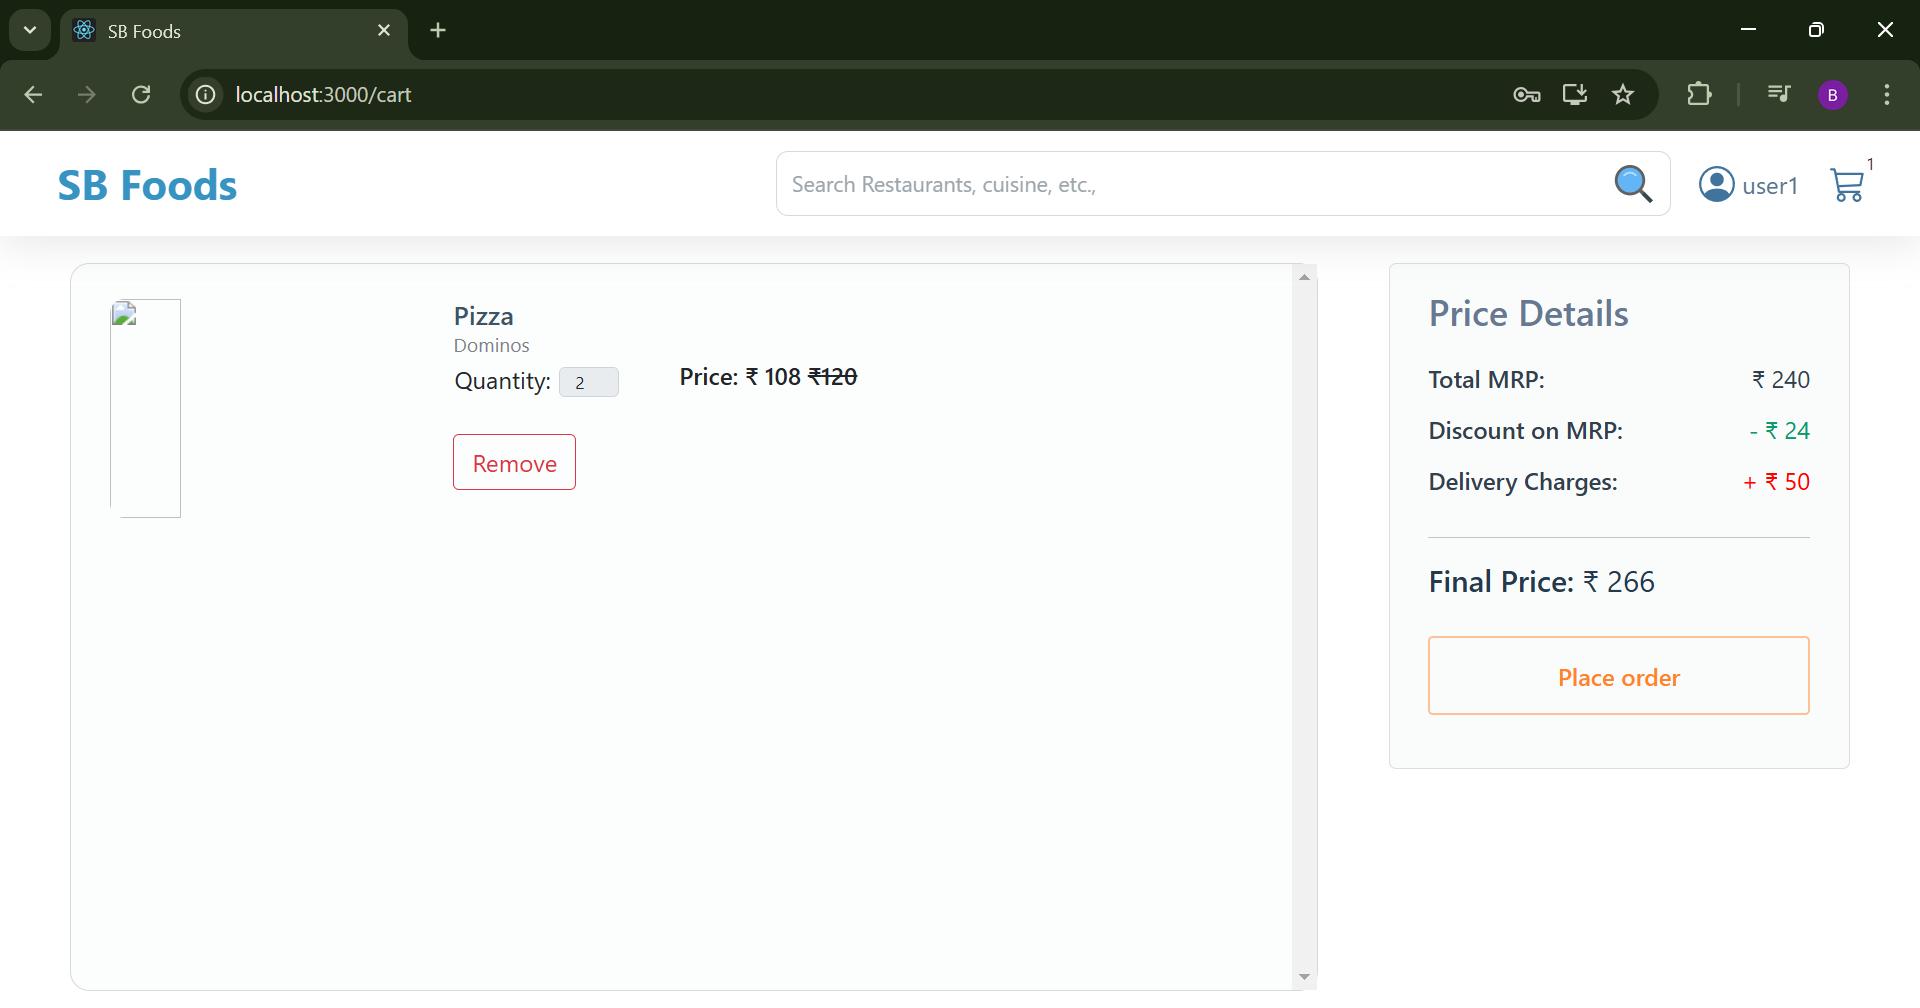 SB Foods
localhost:3000/cart
B
SB Foods
Search Restaurants, cuisine, etc.,
user1
1
Pizza
Dominos
Quantity: 2
Price: ₹ 108 ₹120
Remove
Price Details
Total MRP: ₹ 240
Discount on MRP: - ₹ 24
Delivery Charges: + ₹ 50
Final Price: ₹ 266
Place order